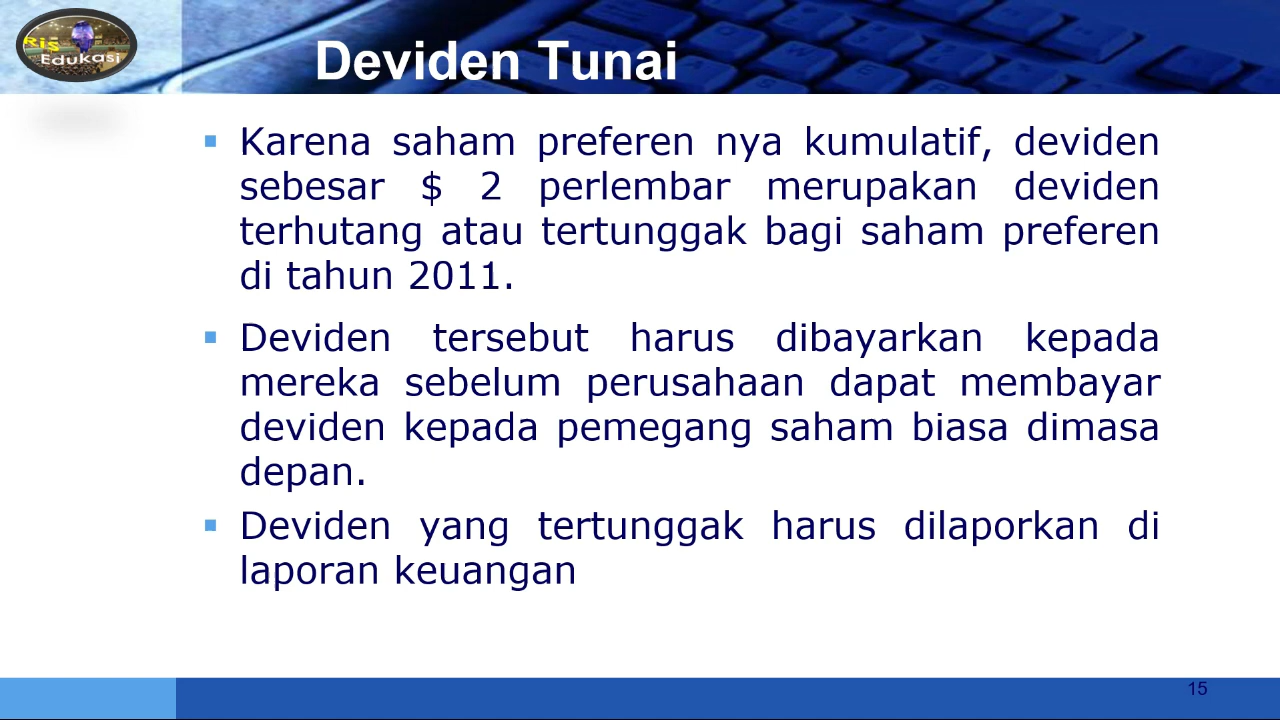 Ris
Edukasi
Deviden Tunai
Karena saham preferen nya kumulatif, deviden
sebesar $ 2 perlembar merupakan deviden
terhutang atau tertunggak bagi saham preferen
di tahun 2011.
Deviden tersebut harus dibayarkan kepada
mereka sebelum perusahaan dapat membayar
deviden kepada pemegang saham biasa dimasa
depan.
Deviden yang tertunggak harus dilaporkan di
laporan keuangan
15